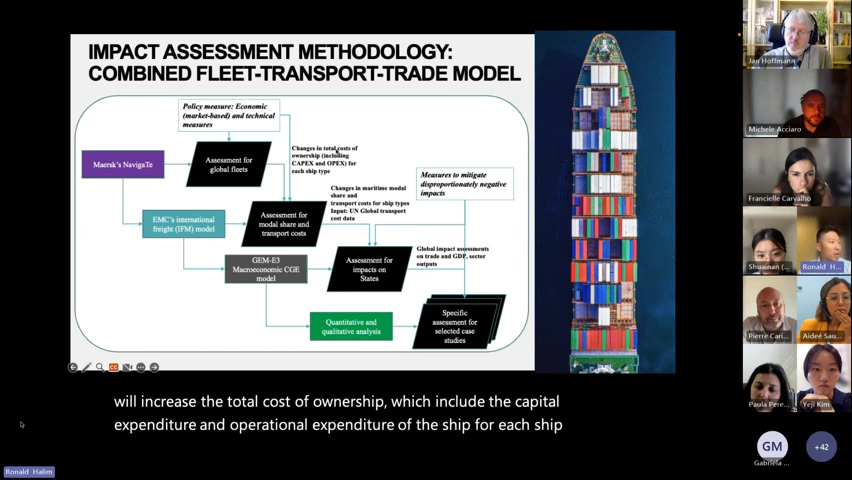 IMPACT ASSESSMENT METHODOLOGY:
COMBINED FLEET-TRANSPORT-TRADE MODEL
Policy measure: Economic
(market-based) and technical
measures
Maersk's NavigaTe
Assessment for
global fleets
Changes in total costs of
ownership (including
CAPEX and OPEX) for
each ship type
Measures to mitigate
disproportionately negative
impacts
EMC's international
freight (IFM) model
Assessment for
modal share and
transport costs
Changes in maritime modal
share and
transport costs for ship types
Input: UN Global transport
cost data
GEM-E3
Macroeconomic CGE
model
Assessment for
impacts on
States
Global impact assessments
on trade and GDP, sector
outputs
Quantitative and
qualitative analysis
Specific
assessment for
selected case
studies
will increase the total cost of ownership, which include the capital
expenditure and operational expenditure of the ship for each ship
Ronald Halim
Jan Hoffmann
Michele Acciaro
Francielle Carvalho
Shuainan (...
Ronald H...
Pierre Cari...
Aideé Sau...
Paula Pere...
Yeji Kim
GM
+42
Gabriela ...